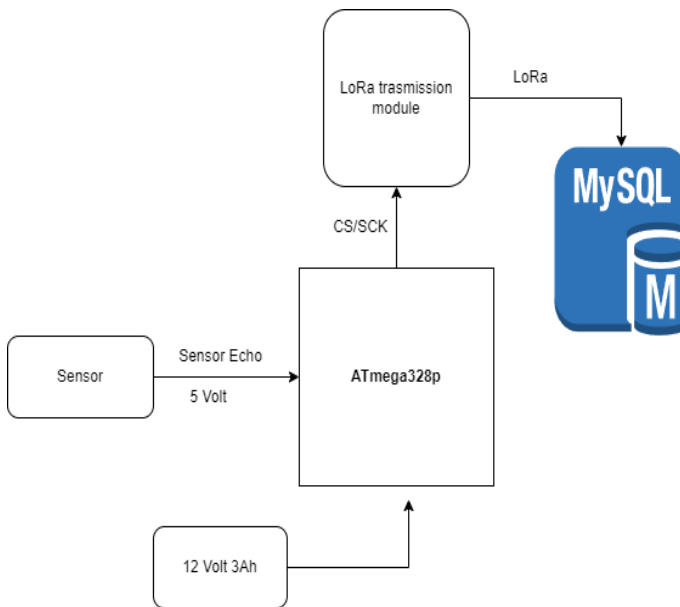 LoRa trasmission
module
LoRa
MySQL
M
CS/SCK
Sensor Echo
Sensor
5 Volt
ATmega328p
12 Volt 3Ah